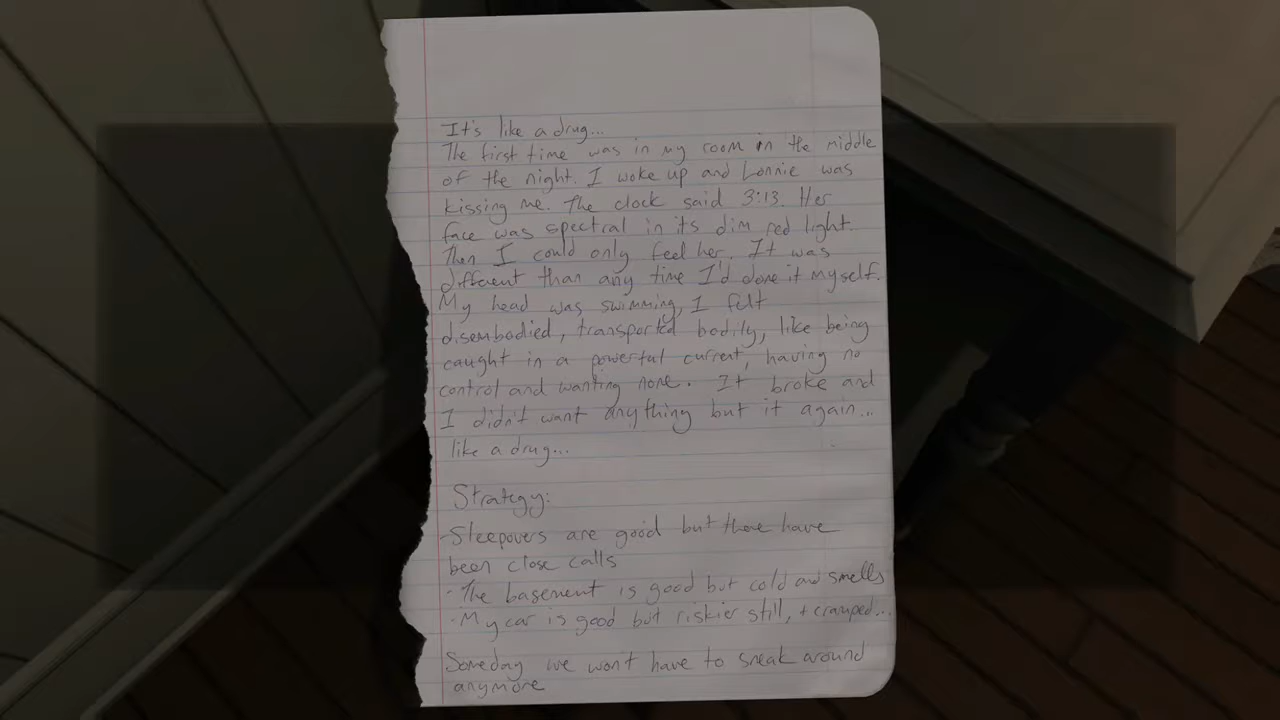 It's like a drug...
The first time was in my room in the middle
of the night. I woke up and Lonnie was
kissing me. The clock said 3:13. Her
face was spectral in its dim red light.
Then I could only feel her. It was
different than any time I'd done it myself.
My head was swimming, I felt
disembodied, transported bodily, like being
caught in a powerful current, having no
control and wanting none. It broke and
I didn't want anything but it again...
like a drug...
Strategy:
- Sleepovers are good but there have
been close calls
- The basement is good but cold and smells
- My car is good but riskier still, + cramped...
Someday we won't have to sneak around
anymore